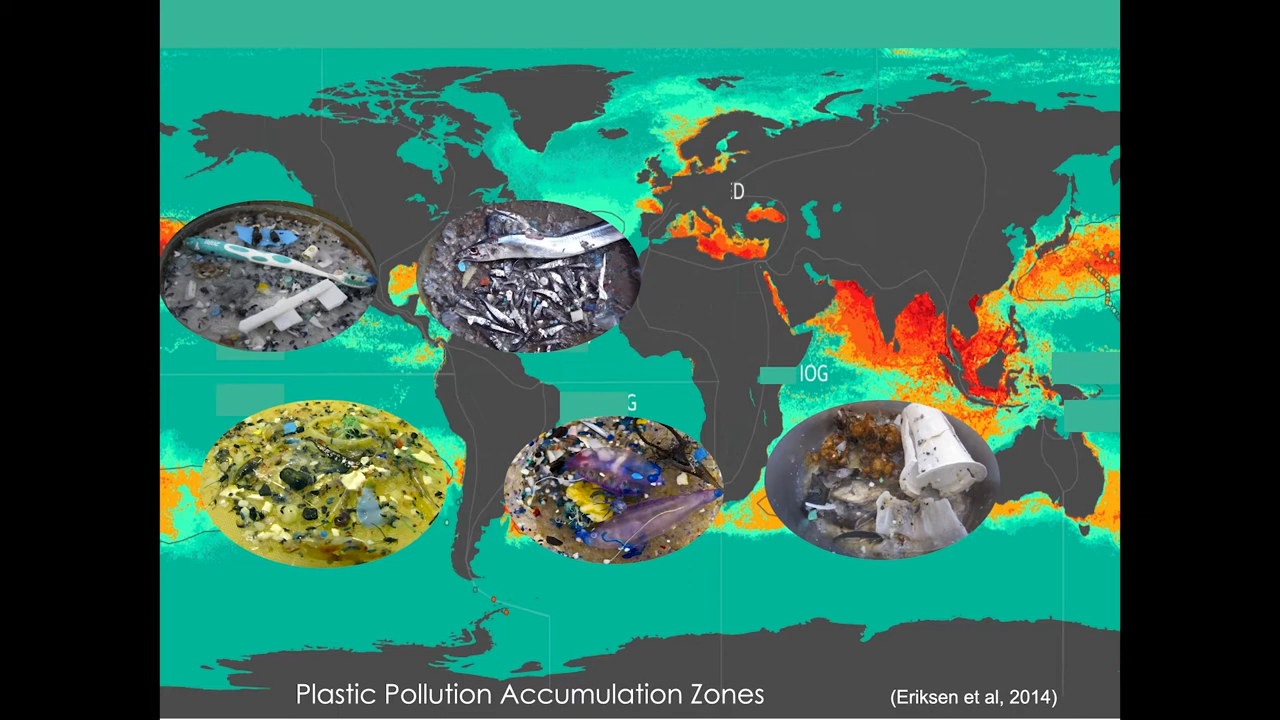 D
IOG
G
Plastic Pollution Accumulation Zones
(Eriksen et al, 2014)